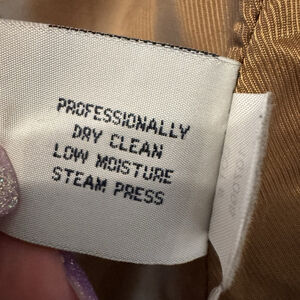 PROFESSIONALLY
DRY CLEAN
LOW MOISTURE
STEAM PRESS